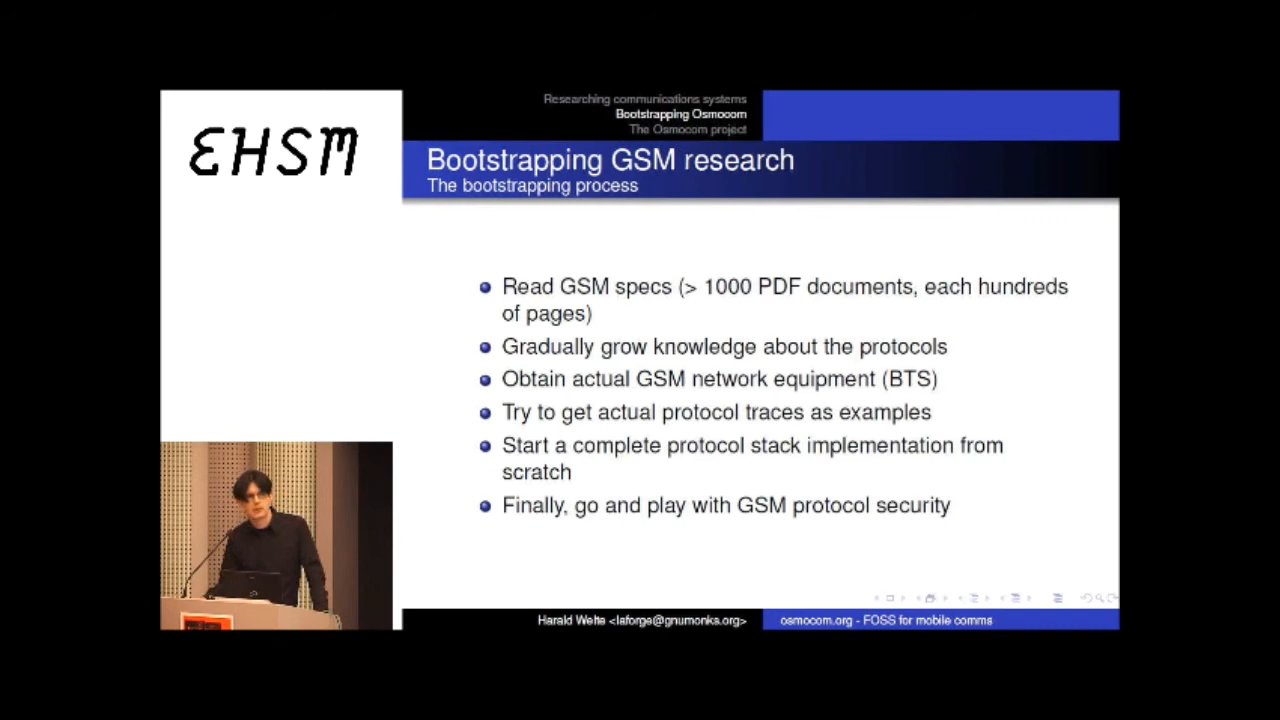 EHSM
Researching communications systems
Bootstrapping Osmocom
The Osmocom project
Bootstrapping GSM research
The bootstrapping process
Read GSM specs (> 1000 PDF documents, each hundreds
of pages)
Gradually grow knowledge about the protocols
Obtain actual GSM network equipment (BTS)
Try to get actual protocol traces as examples
Start a complete protocol stack implementation from
scratch
Finally, go and play with GSM protocol security
Harald Welte <laforge@gnumonks.org>
osmocom.org - FOSS for mobile comms